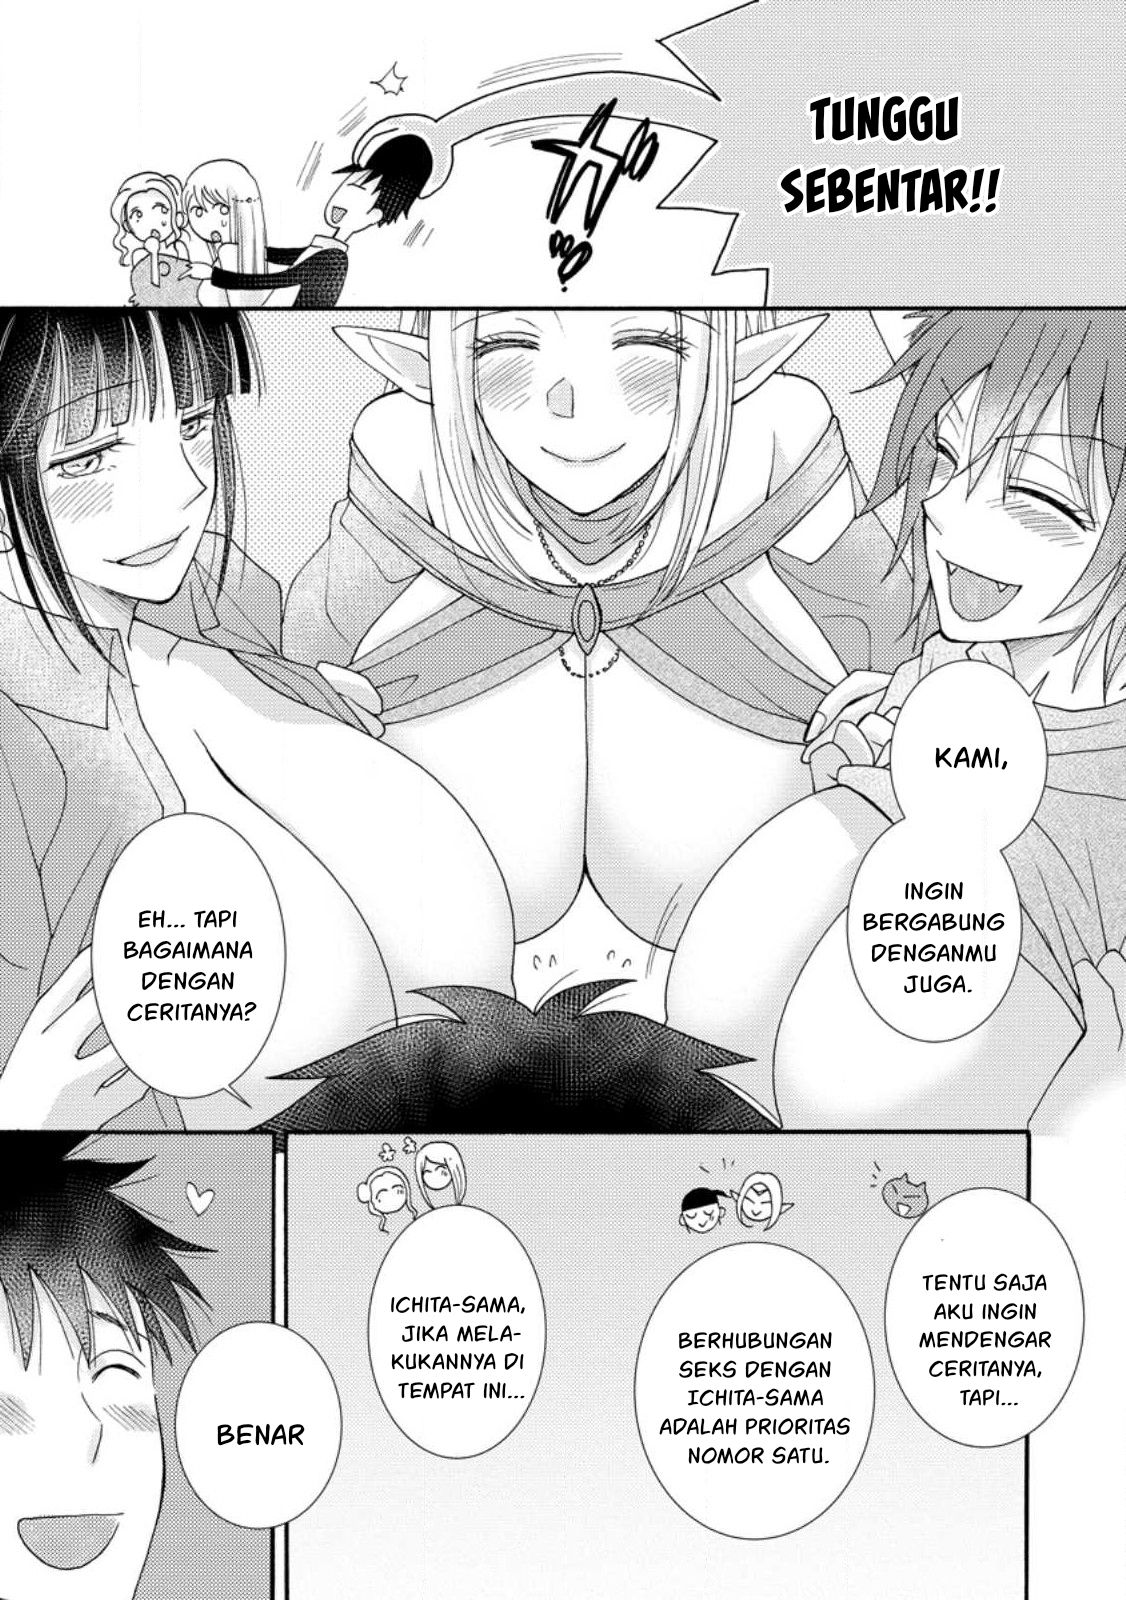 TUNGGU
SEBENTAR!!
KAMI,
INGIN
BERGABUNG
DENGANMU
JUGA.
EH... TAPI
BAGAIMANA
DENGAN
CERITANYA?
TENTU SAJA
AKU INGIN
MENDENGAR
CERITANYA,
TAPI...
BERHUBUNGAN
SEKS DENGAN
ICHITA-SAMA
ADALAH PRIORITAS
NOMOR SATU.
ICHITA-SAMA,
JIKA MELA-
KUKANNYA DI
TEMPAT INI...
BENAR